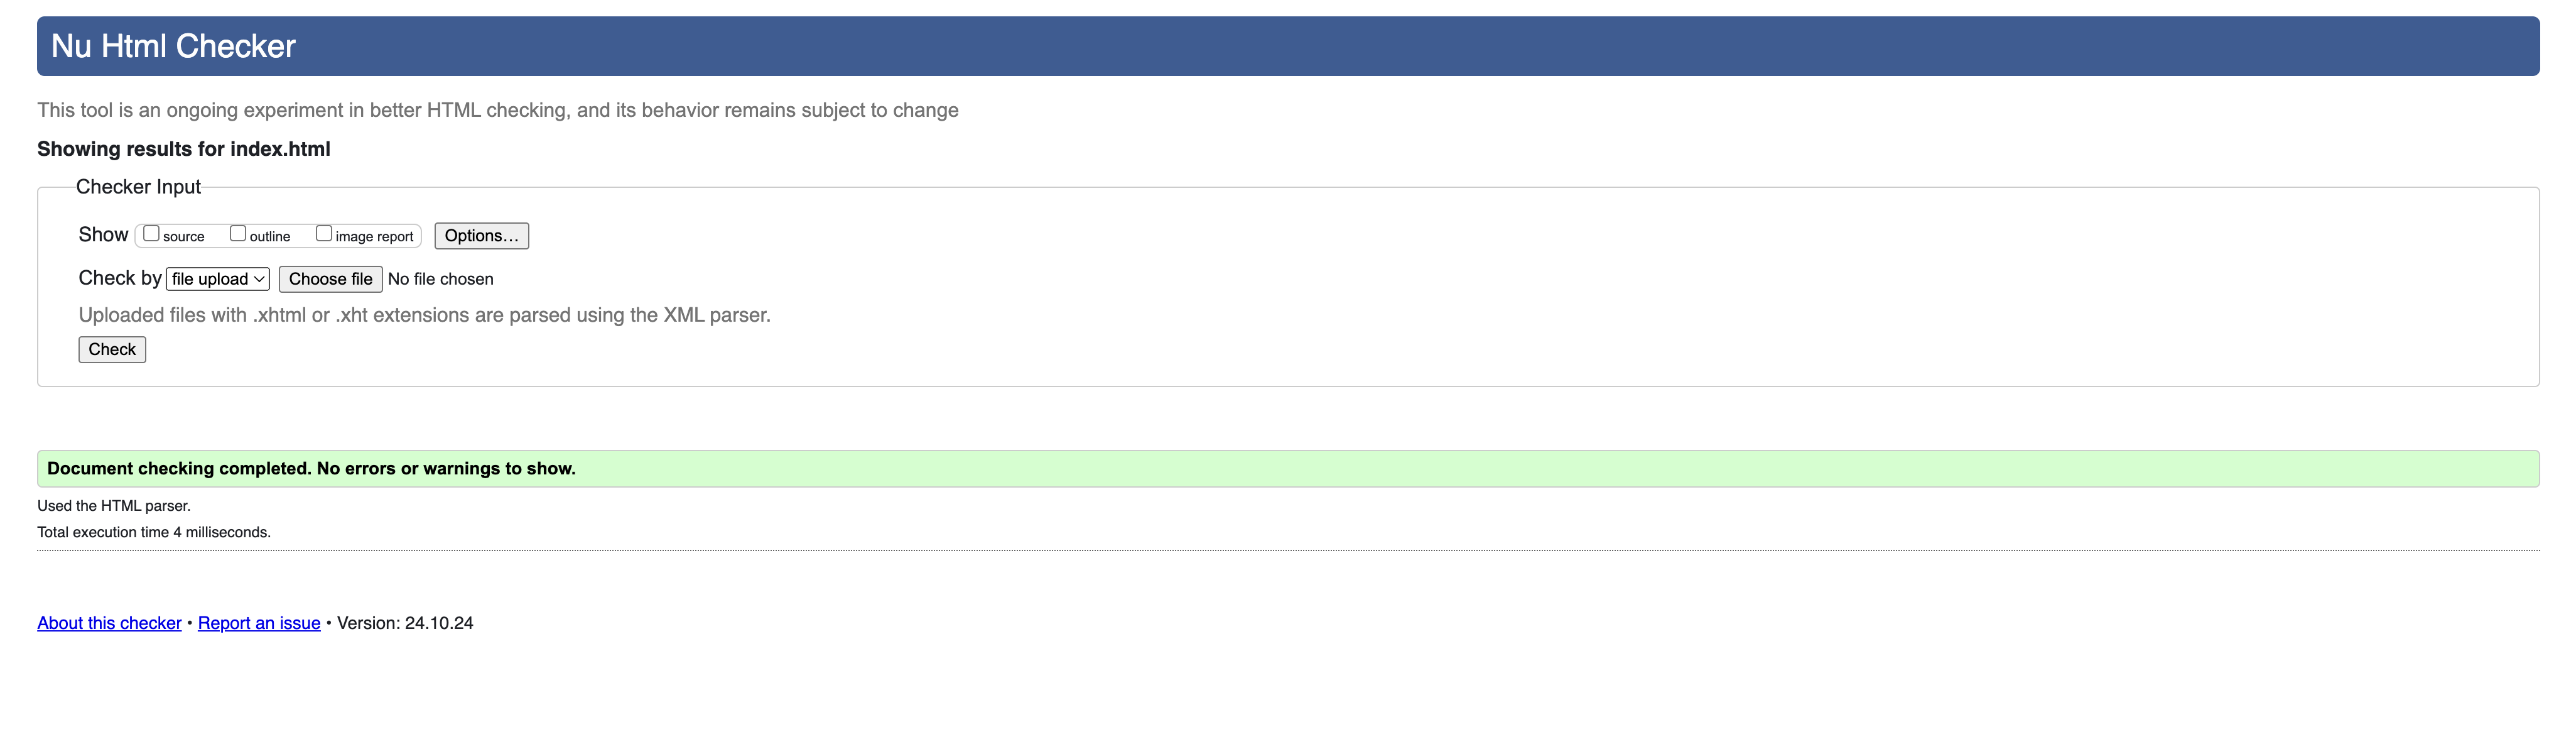 Nu Html Checker
This tool is an ongoing experiment in better HTML checking, and its behavior remains subject to change
Showing results for index.html
Checker Input
Show source outline image report Options…
Check by file upload Choose file No file chosen
Uploaded files with .xhtml or .xht extensions are parsed using the XML parser.
Check
Document checking completed. No errors or warnings to show.
Used the HTML parser.
Total execution time 4 milliseconds.
About this checker • Report an issue • Version: 24.10.24